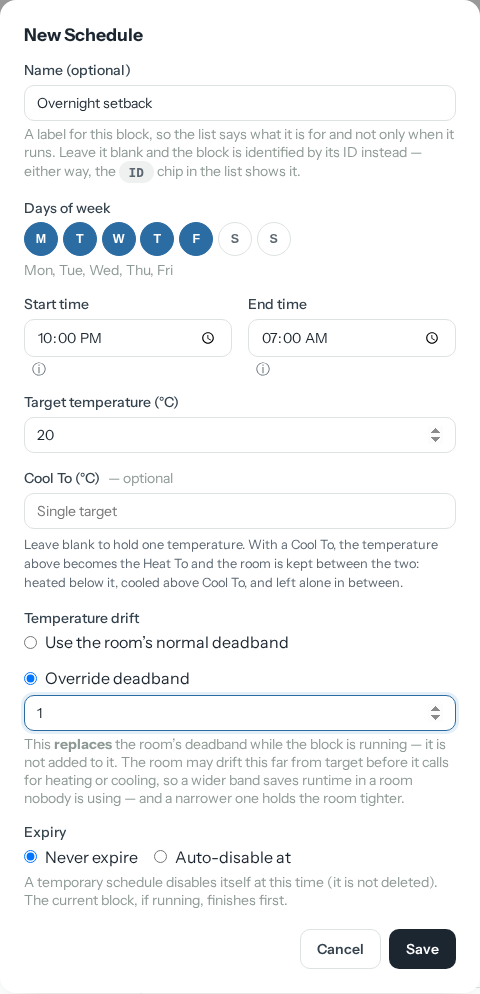 New Schedule
Name (optional)
Overnight setback
A label for this block, so the list says what it is for and not only when it
runs. Leave it blank and the block is identified by its ID instead —
either way, the ID chip in the list shows it.
Days of week
M T W T F S S
Mon, Tue, Wed, Thu, Fri
Start time End time
10:00 PM 07:00 AM
Target temperature (°C)
20
Cool To (°C) — optional
Single target
Leave blank to hold one temperature. With a Cool To, the temperature
above becomes the Heat To and the room is kept between the two:
heated below it, cooled above Cool To, and left alone in between.
Temperature drift
Use the room's normal deadband
Override deadband
1
This replaces the room's deadband while the block is running — it is
not added to it. The room may drift this far from target before it calls
for heating or cooling, so a wider band saves runtime in a room
nobody is using — and a narrower one holds the room tighter.
Expiry
Never expire Auto-disable at
A temporary schedule disables itself at this time (it is not deleted).
The current block, if running, finishes first.
Cancel Save